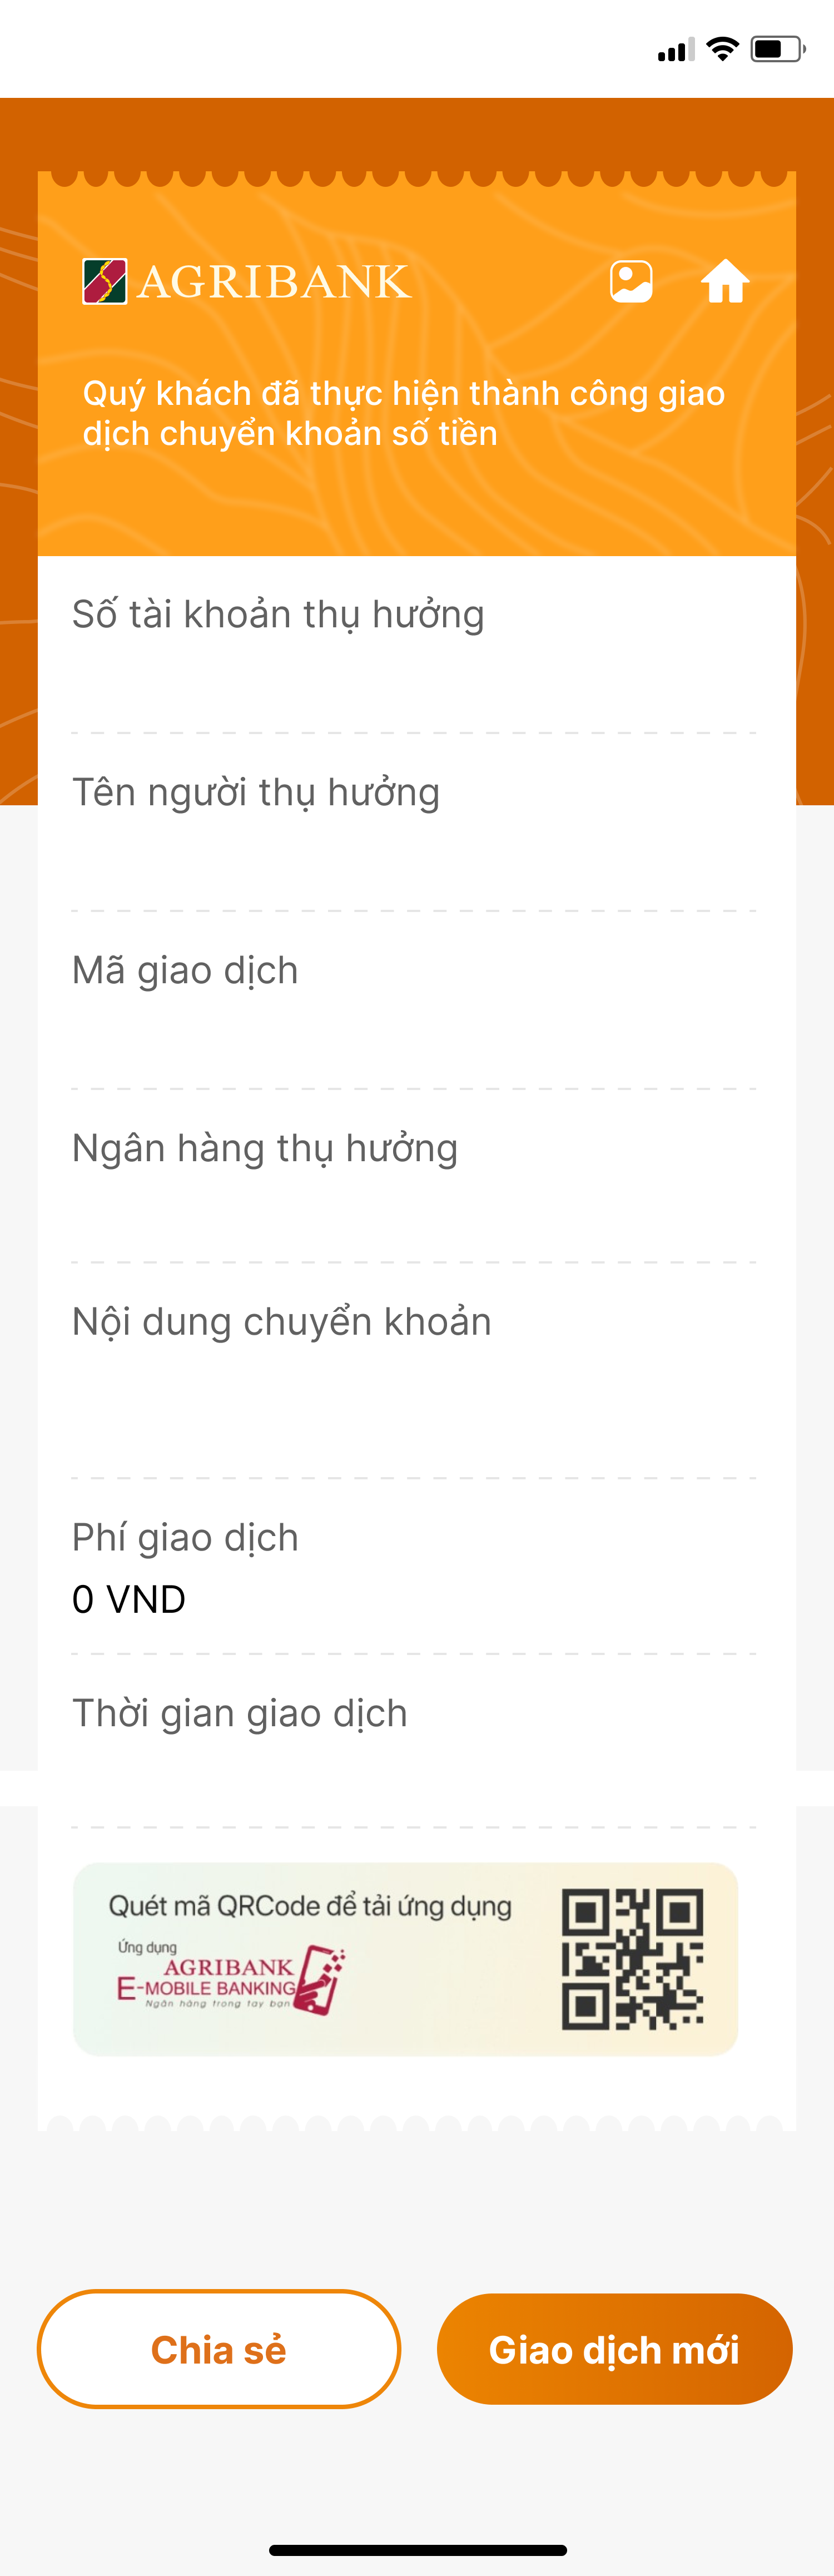 AGRIBANK
Quý khách đã thực hiện thành công giao
dịch chuyển khoản số tiền
Số tài khoản thụ hưởng
Tên người thụ hưởng
Mã giao dịch
Ngân hàng thụ hưởng
Nội dung chuyển khoản
Phí giao dịch
0 VND
Thời gian giao dịch
Quét mã QRCode để tải ứng dụng
Ứng dụng
AGRIBANK
E-MOBILE BANKING
Ngân hàng trong tay bạn
Chia sẻ
Giao dịch mới